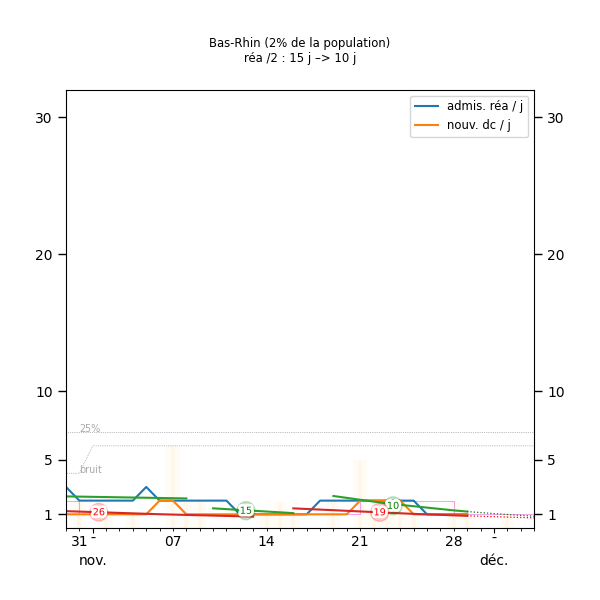 Bas-Rhin (2% de la population)
réa /2 : 15 j –> 10 j
admis. réa / j
nouv. dc / j
30 30
20 20
10 10
25%
5 5
bruit
26 15 19 10
1 1
31 - 07 14 21 28 -
nov. déc.